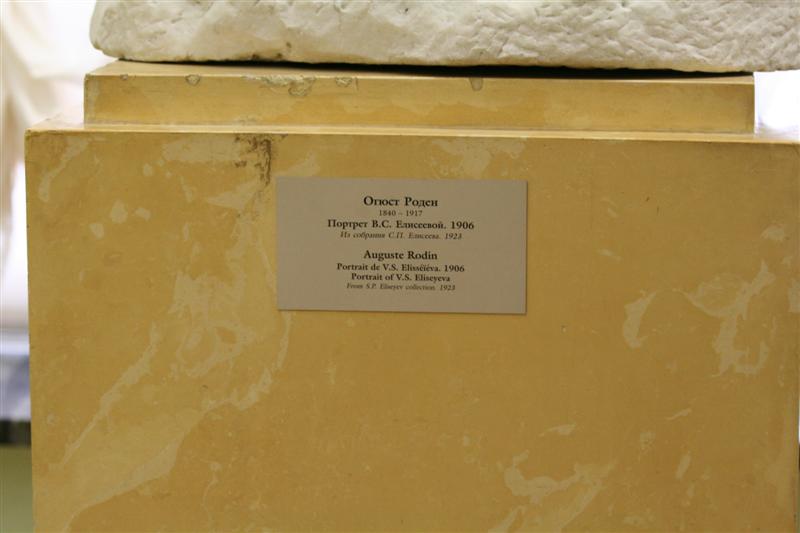 Огюст Роден
1840 – 1917
Портрет В.С. Елисеевой. 1906
Из собрания С.П. Елисеева. 1923
Auguste Rodin
Portrait de V.S. Elisséiéva. 1906
Portrait of V.S. Eliseyeva
From S.P. Eliseyev collection. 1923